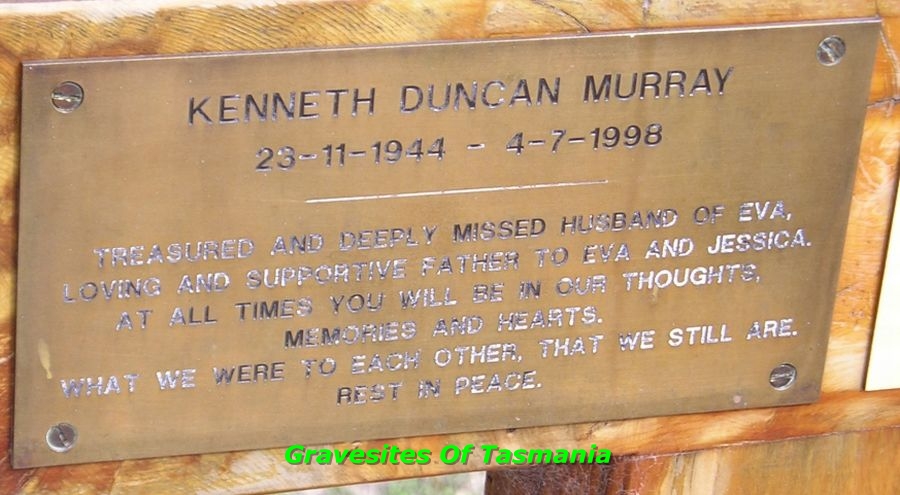 KENNETH DUNCAN MURRAY
23-11-1944 - 4-7-1998
TREASURED AND DEEPLY MISSED HUSBAND OF EVA,
LOVING AND SUPPORTIVE FATHER TO EVA AND JESSICA.
AT ALL TIMES YOU WILL BE IN OUR THOUGHTS,
MEMORIES AND HEARTS.
WHAT WE WERE TO EACH OTHER, THAT WE STILL ARE.
REST IN PEACE.
Gravesites Of Tasmania